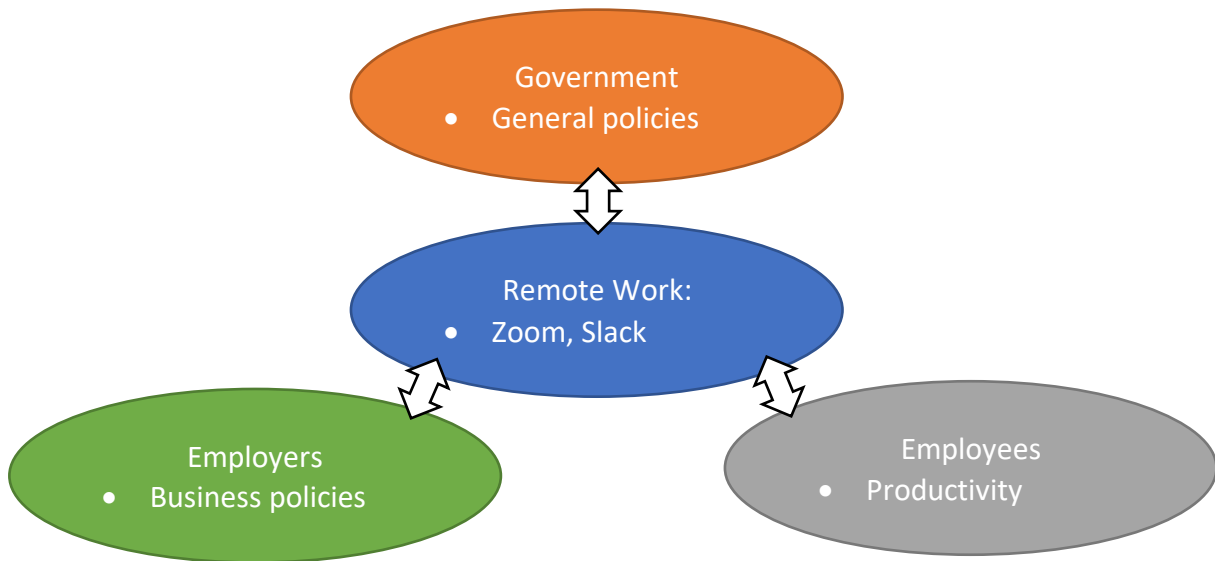 Government
• General policies
Remote Work:
• Zoom, Slack
Employers
• Business policies
Employees
• Productivity